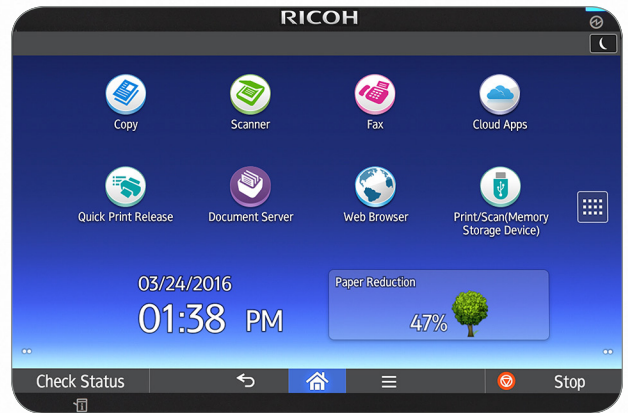 RICOH
Copy
Scanner
Fax
Cloud Apps
Quick Print Release
Document Server
Web Browser
Print/Scan(Memory
Storage Device)
03/24/2016
01:38 PM
Paper Reduction
47%
Check Status
Stop